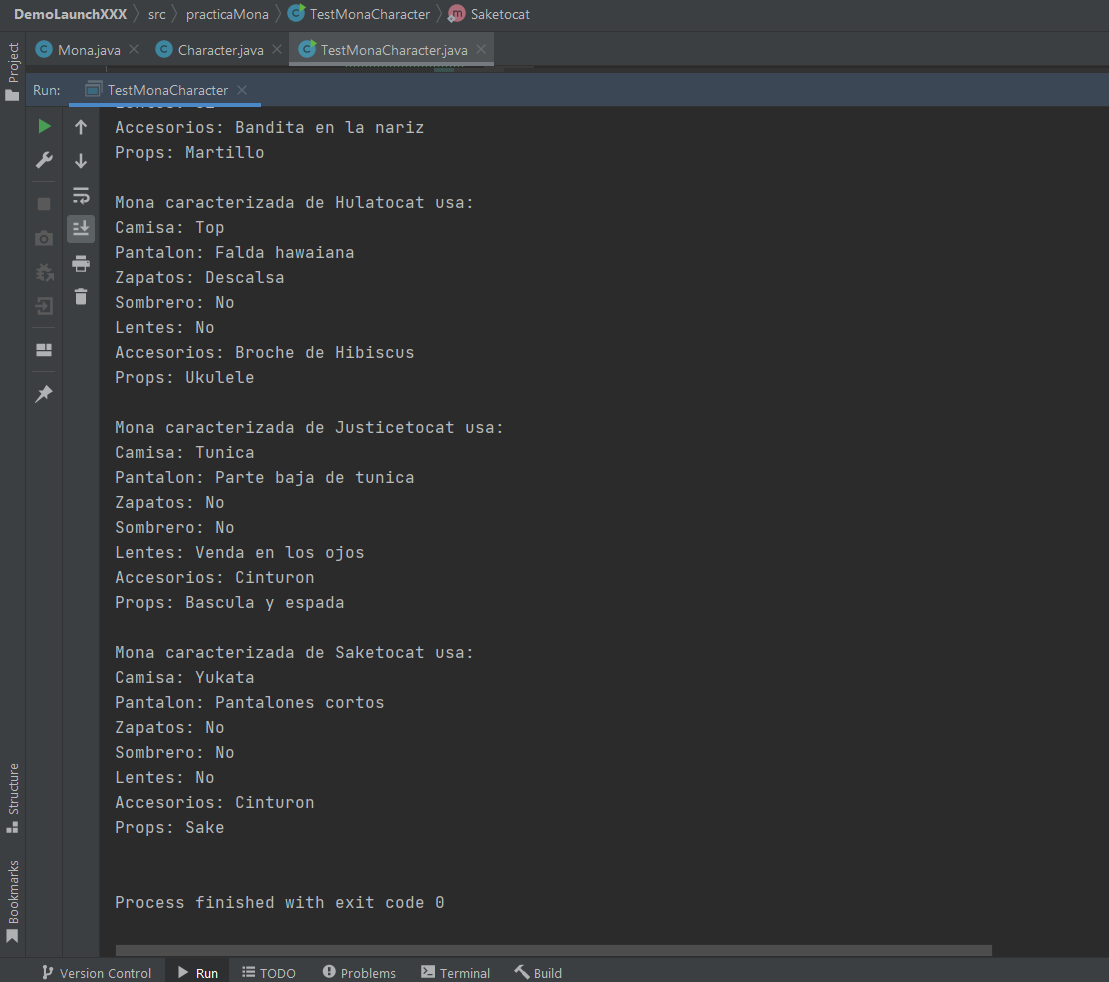 DemoLaunchXXX src practicaMona TestMonaCharacter m Saketocat
Project
C Mona.java C Character.java C TestMonaCharacter.java
Run: TestMonaCharacter
Accesorios: Bandita en la nariz
Props: Martillo
Mona caracterizada de Hulatocat usa:
Camisa: Top
Pantalon: Falda hawaiana
Zapatos: Descalsa
Sombrero: No
Lentes: No
Accesorios: Broche de Hibiscus
Props: Ukulele
Mona caracterizada de Justicetocat usa:
Camisa: Tunica
Pantalon: Parte baja de tunica
Zapatos: No
Sombrero: No
Lentes: Venda en los ojos
Accesorios: Cinturon
Props: Bascula y espada
Mona caracterizada de Saketocat usa:
Camisa: Yukata
Pantalon: Pantalones cortos
Zapatos: No
Sombrero: No
Lentes: No
Accesorios: Cinturon
Props: Sake
Process finished with exit code 0
Structure
Bookmarks
Version Control Run TODO Problems Terminal Build